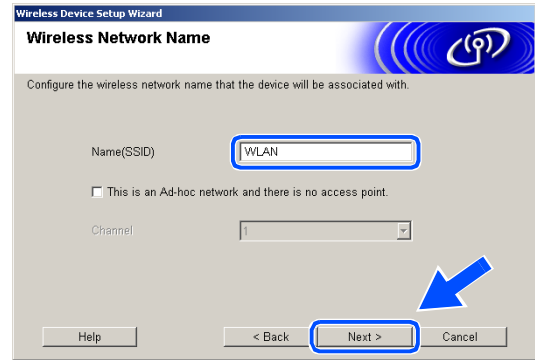 Wireless Device Setup Wizard
Wireless Network Name
Configure the wireless network name that the device will be associated with.
Name(SSID)
WLAN
This is an Ad-hoc network and there is no access point.
Channel
1
Help
< Back
Next >
Cancel